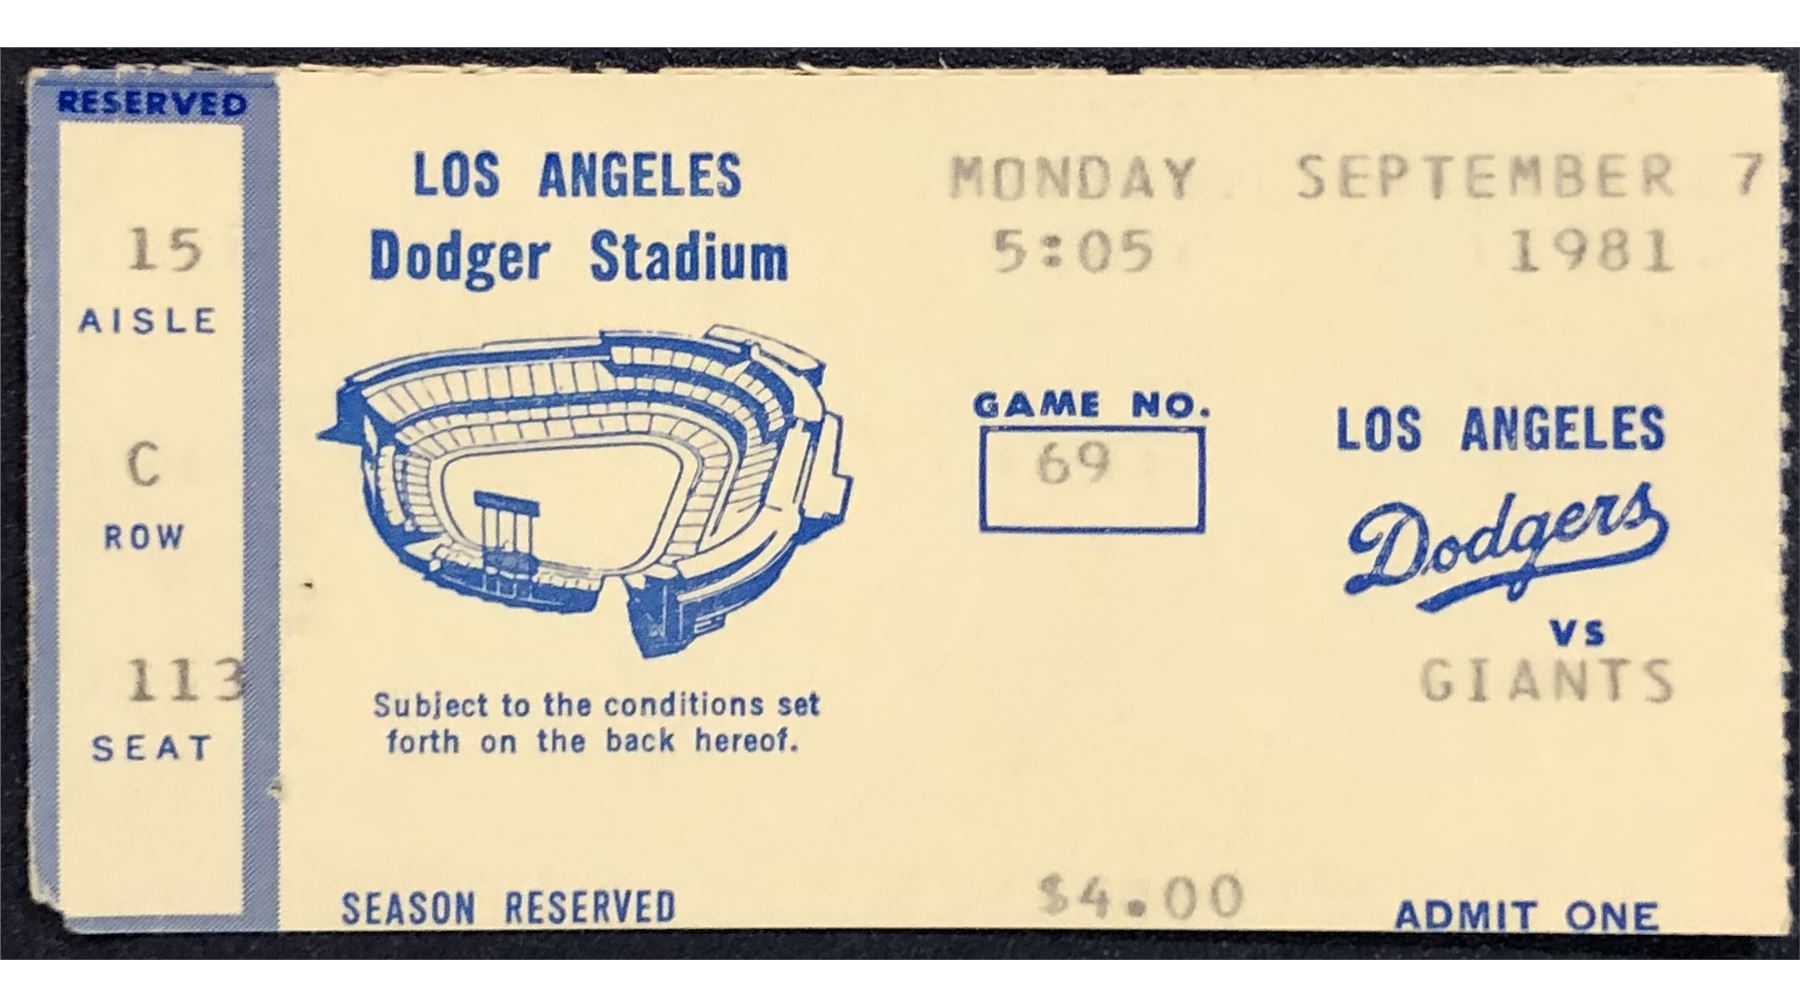 RESERVED
15
AISLE
C
ROW
113
SEAT
LOS ANGELES
Dodger Stadium
Subject to the conditions set
forth on the back hereof.
SEASON RESERVED
MONDAY SEPTEMBER 7
5:05 1981
GAME NO.
69
LOS ANGELES
Dodgers
VS
GIANTS
$4.00
ADMIT ONE